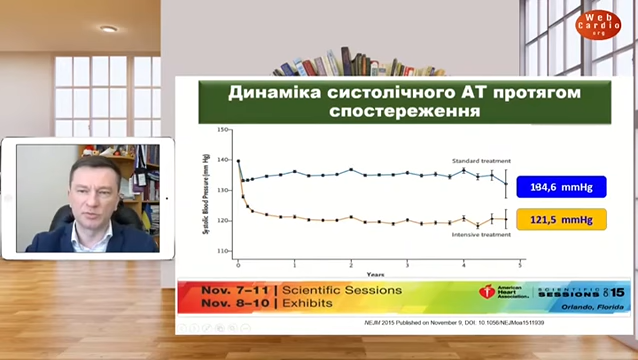 Web
Cardio
org
Динаміка систолічного АТ протягом
спостереження
Systolic Blood Pressure (mm Hg)
150
140
130
120
110
0
1
2
3
4
5
Years
Standard treatment
Intensive treatment
134,6 mmHg
121,5 mmHg
Nov. 7–11 | Scientific Sessions
Nov. 8–10 | Exhibits
American
Heart
Association
SCIENTIFIC
SESSIONS 2015
Orlando, Florida
NEJM 2015 Published on November 9, DOI: 10.1056/NEJMoa1511939